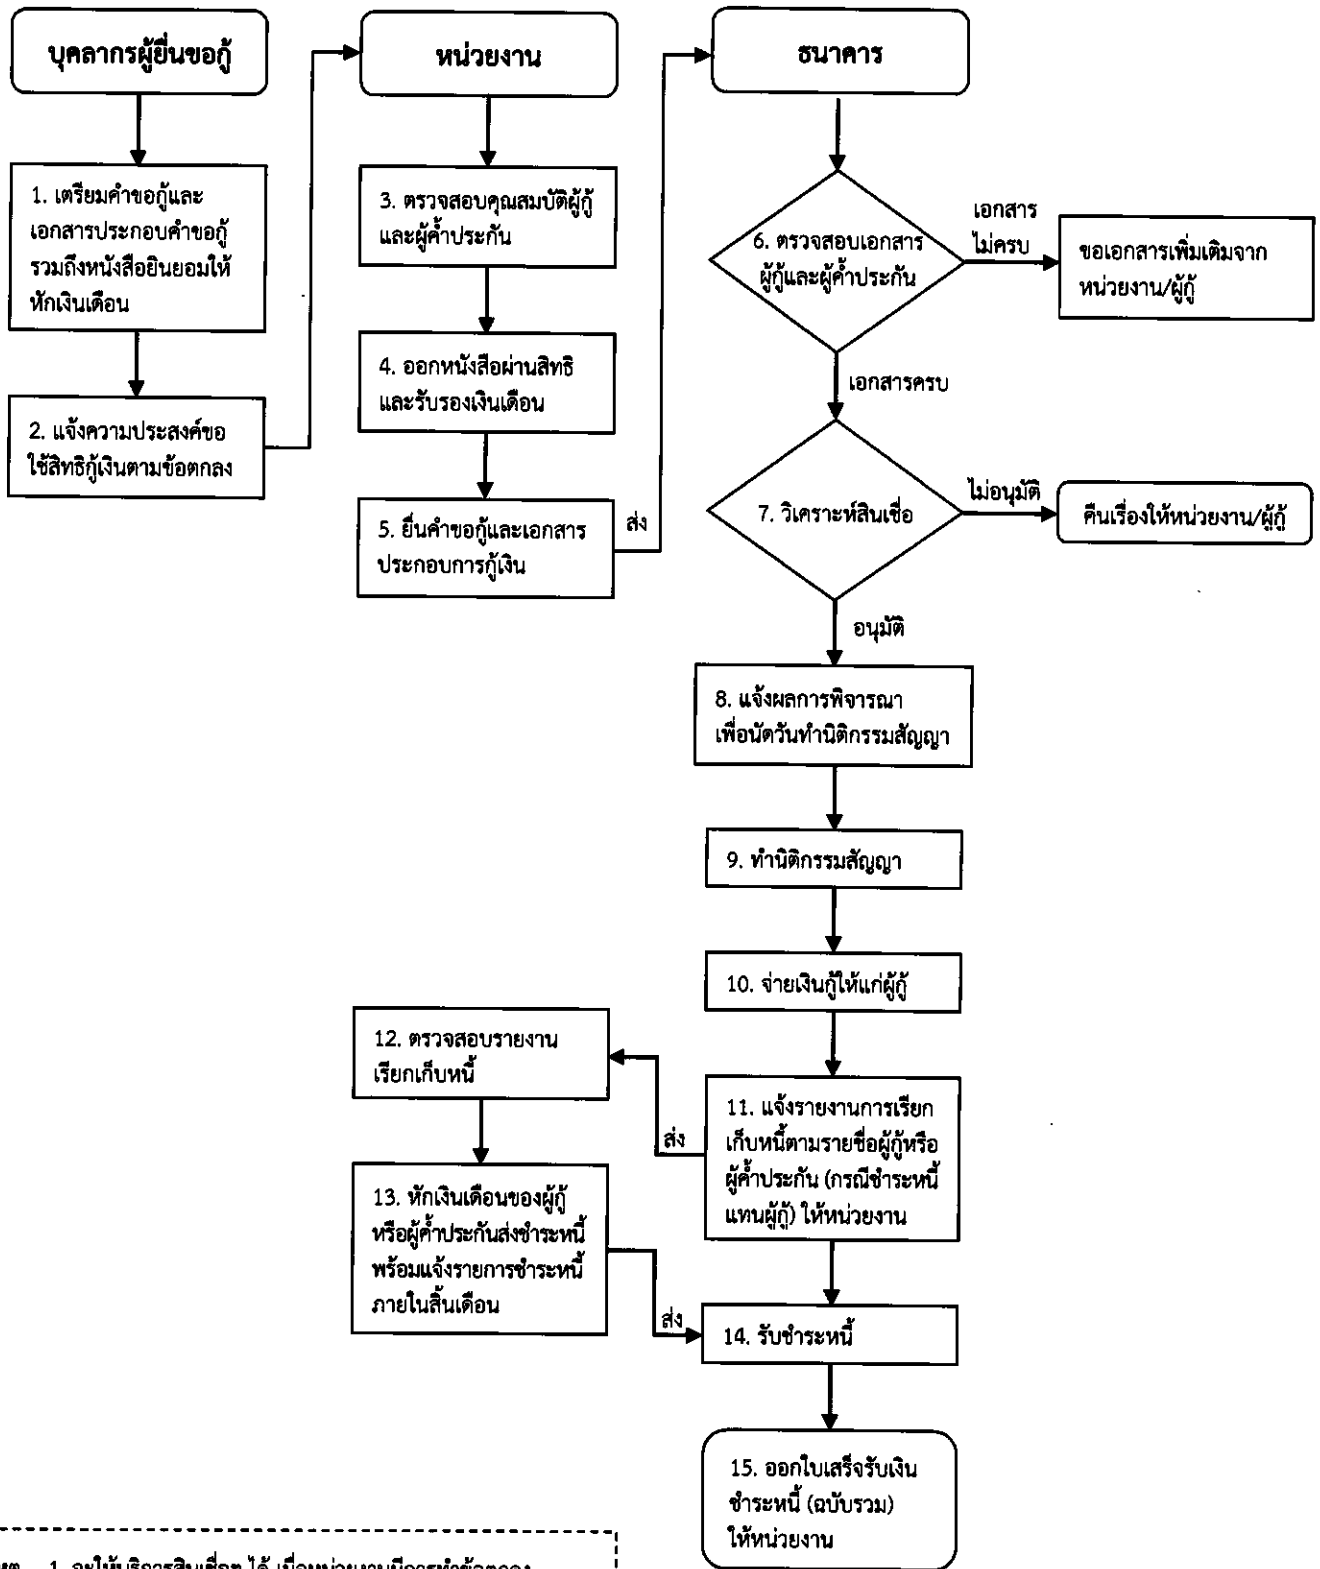 บุคลากรผู้ยื่นขอกู้
หน่วยงาน
ธนาคาร
1. เตรียมคำขอกู้และ
เอกสารประกอบคำขอกู้
รวมถึงหนังสือยินยอมให้
หักเงินเดือน
2. แจ้งความประสงค์ขอ
ใช้สิทธิกู้เงินตามข้อตกลง
3. ตรวจสอบคุณสมบัติผู้กู้
และผู้ค้ำประกัน
4. ออกหนังสือผ่านสิทธิ
และรับรองเงินเดือน
5. ยื่นคำขอกู้และเอกสาร
ประกอบการกู้เงิน
ส่ง
6. ตรวจสอบเอกสาร
ผู้กู้และผู้ค้ำประกัน
เอกสาร
ไม่ครบ
ขอเอกสารเพิ่มเติมจาก
หน่วยงาน/ผู้กู้
เอกสารครบ
7. วิเคราะห์สินเชื่อ
ไม่อนุมัติ
คืนเรื่องให้หน่วยงาน/ผู้กู้
อนุมัติ
8. แจ้งผลการพิจารณา
เพื่อนัดวันทำนิติกรรมสัญญา
9. ทำนิติกรรมสัญญา
10. จ่ายเงินกู้ให้แก่ผู้กู้
11. แจ้งรายงานการเรียก
เก็บหนี้ตามรายชื่อผู้กู้หรือ
ผู้ค้ำประกัน (กรณีชำระหนี้
แทนผู้กู้) ให้หน่วยงาน
ส่ง
12. ตรวจสอบรายงาน
เรียกเก็บหนี้
13. หักเงินเดือนของผู้กู้
หรือผู้ค้ำประกันส่งชำระหนี้
พร้อมแจ้งรายการชำระหนี้
ภายในสิ้นเดือน
ส่ง
14. รับชำระหนี้
15. ออกใบเสร็จรับเงิน
ชำระหนี้ (ฉบับรวม)
ให้หน่วยงาน